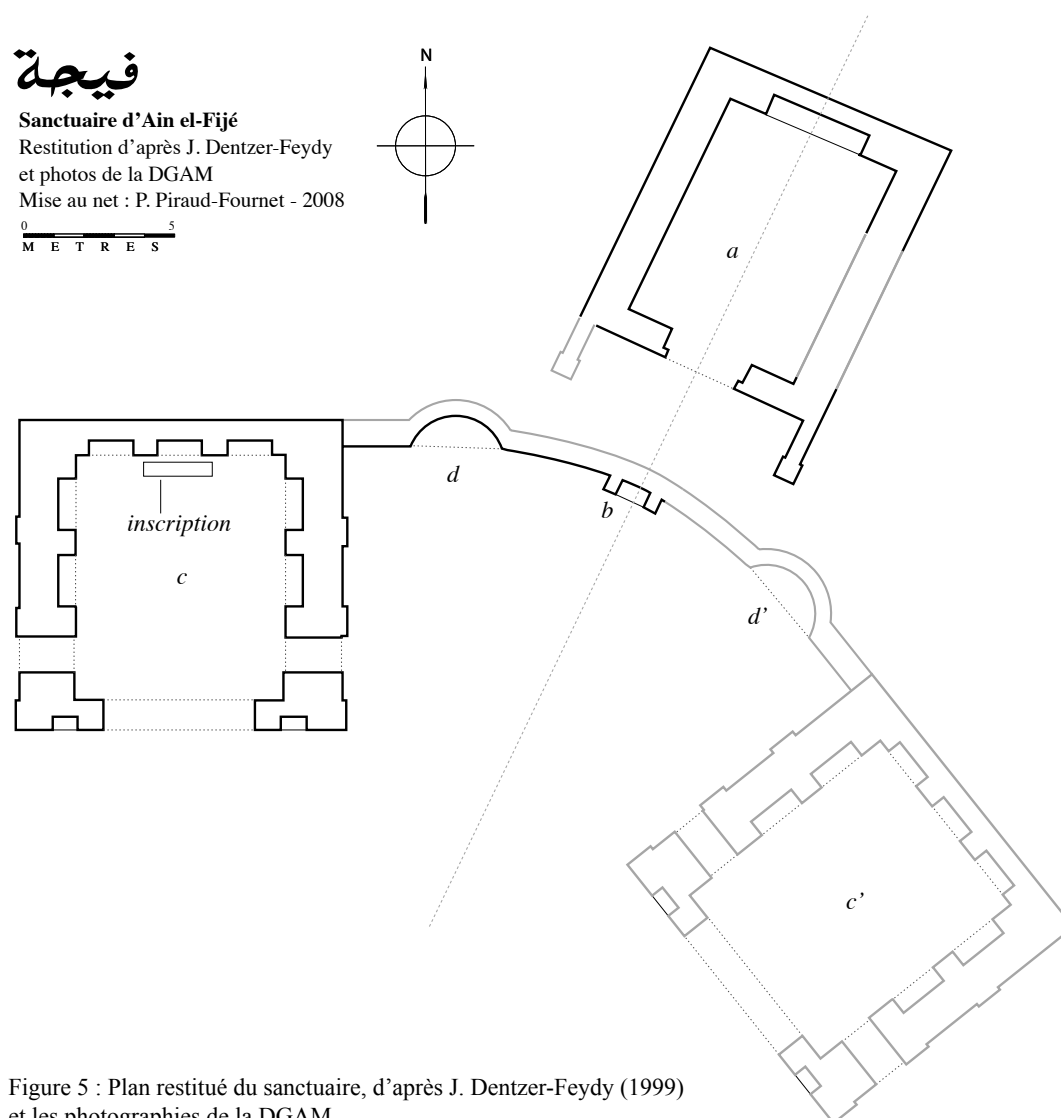 فيجة
Sanctuaire d'Ain el-Fijé
Restitution d'après J. Dentzer-Feydy
et photos de la DGAM
Mise au net : P. Piraud-Fournet - 2008
0 5
M E T R E S
N
a
d
b
inscription
c
d'
c'
Figure 5 : Plan restitué du sanctuaire, d'après J. Dentzer-Feydy (1999)
et les photographies de la DGAM